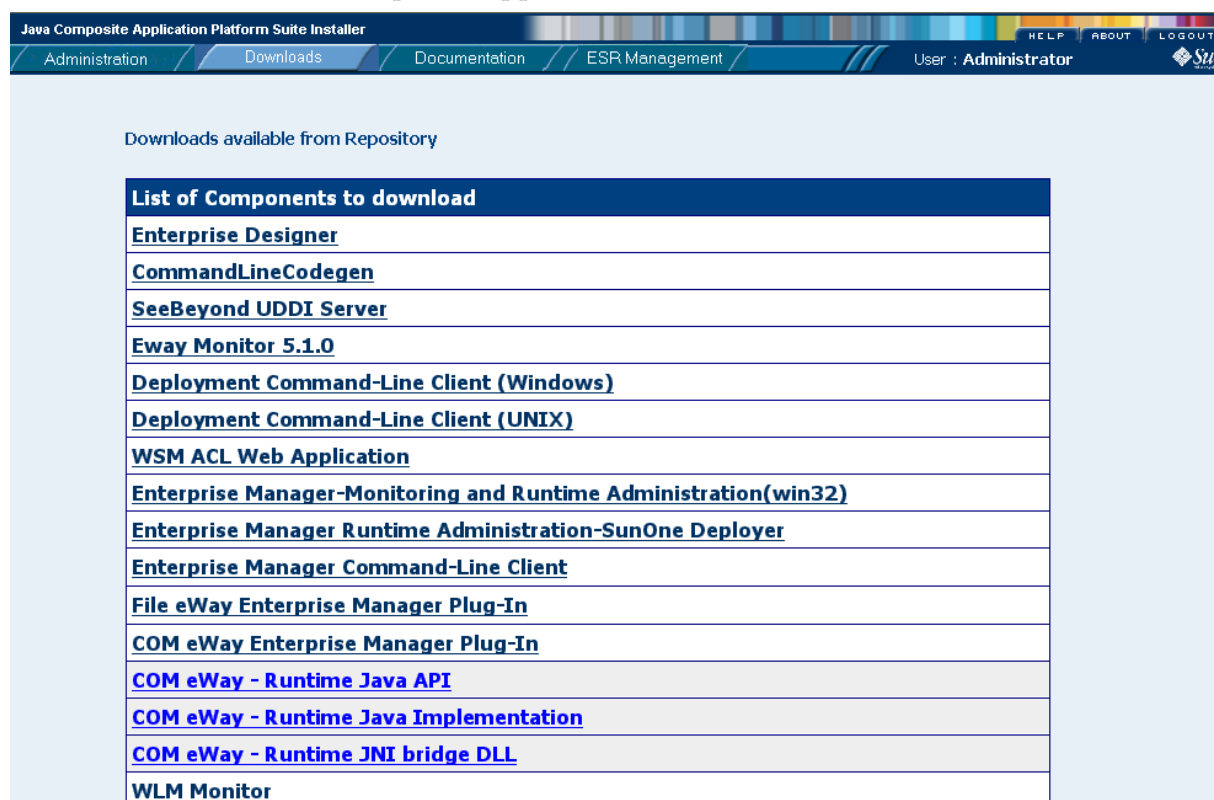 Java Composite Application Platform Suite Installer
HELP ABOUT LOGOUT
Administration Downloads Documentation ESR Management User : Administrator
Downloads available from Repository
List of Components to download
Enterprise Designer
CommandLineCodegen
SeeBeyond UDDI Server
Eway Monitor 5.1.0
Deployment Command-Line Client (Windows)
Deployment Command-Line Client (UNIX)
WSM ACL Web Application
Enterprise Manager-Monitoring and Runtime Administration(win32)
Enterprise Manager Runtime Administration-SunOne Deployer
Enterprise Manager Command-Line Client
File eWay Enterprise Manager Plug-In
COM eWay Enterprise Manager Plug-In
COM eWay - Runtime Java API
COM eWay - Runtime Java Implementation
COM eWay - Runtime JNI bridge DLL
WLM Monitor